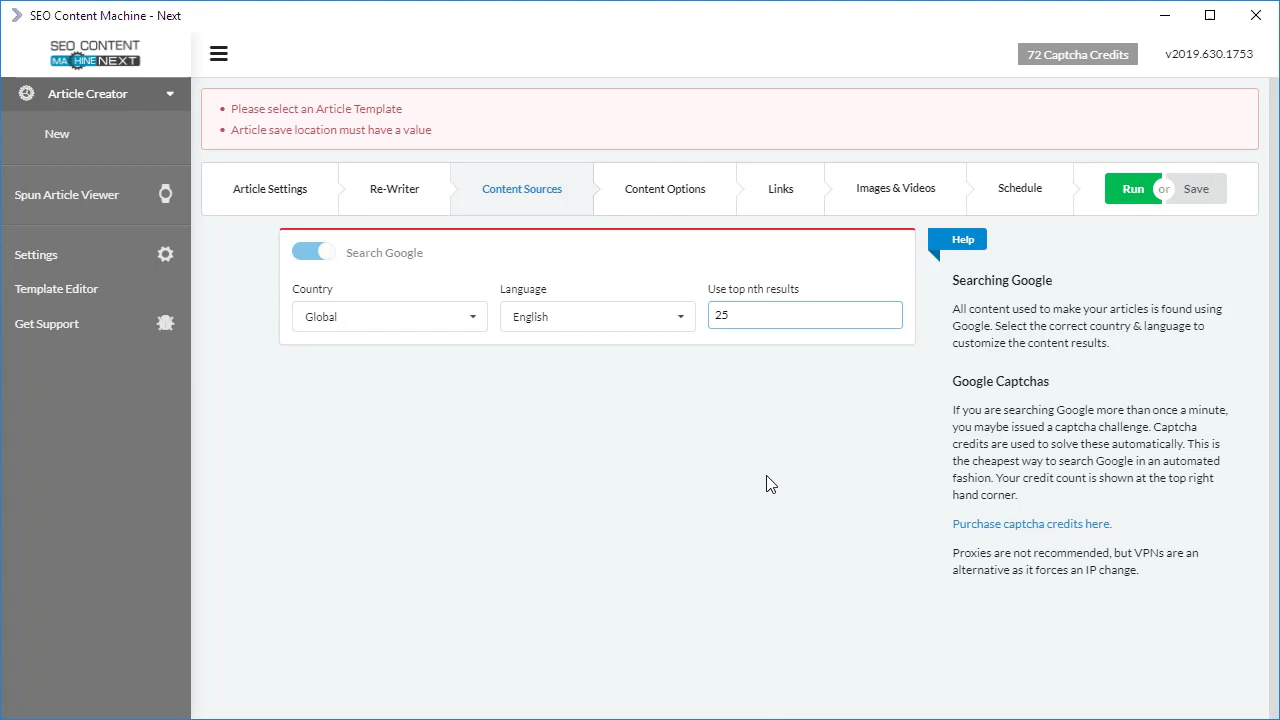 SEO Content Machine - Next
SEO CONTENT
MACHINE NEXT
72 Captcha Credits
v2019.630.1753
Article Creator
New
Spun Article Viewer
Settings
Template Editor
Get Support
Please select an Article Template
Article save location must have a value
Article Settings
Re-Writer
Content Sources
Content Options
Links
Images & Videos
Schedule
Run or Save
Search Google
Country
Language
Use top nth results
Global
English
25
Help
Searching Google
All content used to make your articles is found using
Google. Select the correct country & language to
customize the content results.
Google Captchas
If you are searching Google more than once a minute,
you maybe issued a captcha challenge. Captcha
credits are used to solve these automatically. This is
the cheapest way to search Google in an automated
fashion. Your credit count is shown at the top right
hand corner.
Purchase captcha credits here.
Proxies are not recommended, but VPNs are an
alternative as it forces an IP change.